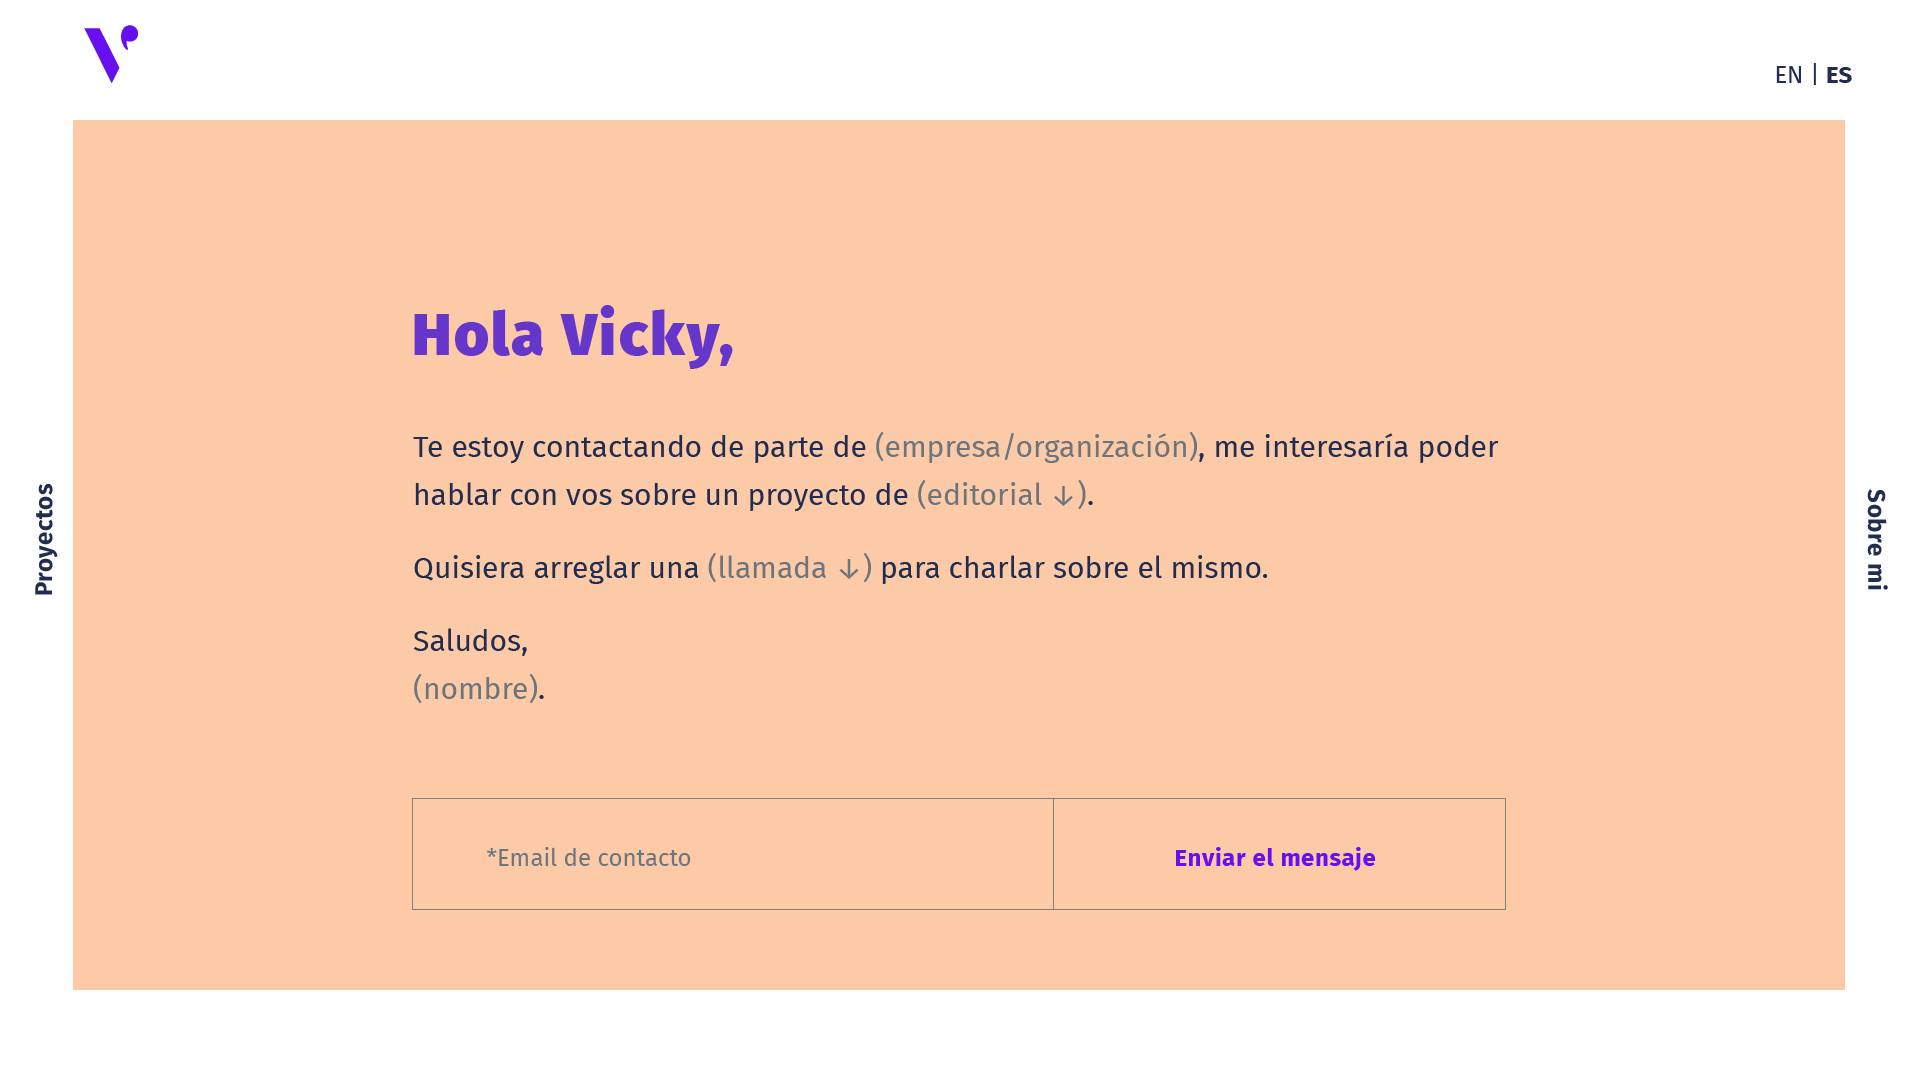 EN | ES
Proyectos
Hola Vicky,
Te estoy contactando de parte de (empresa/organización), me interesaría poder
hablar con vos sobre un proyecto de (editorial ↓).
Quisiera arreglar una (llamada ↓) para charlar sobre el mismo.
Saludos,
(nombre).
*Email de contacto
Enviar el mensaje
Sobre mi